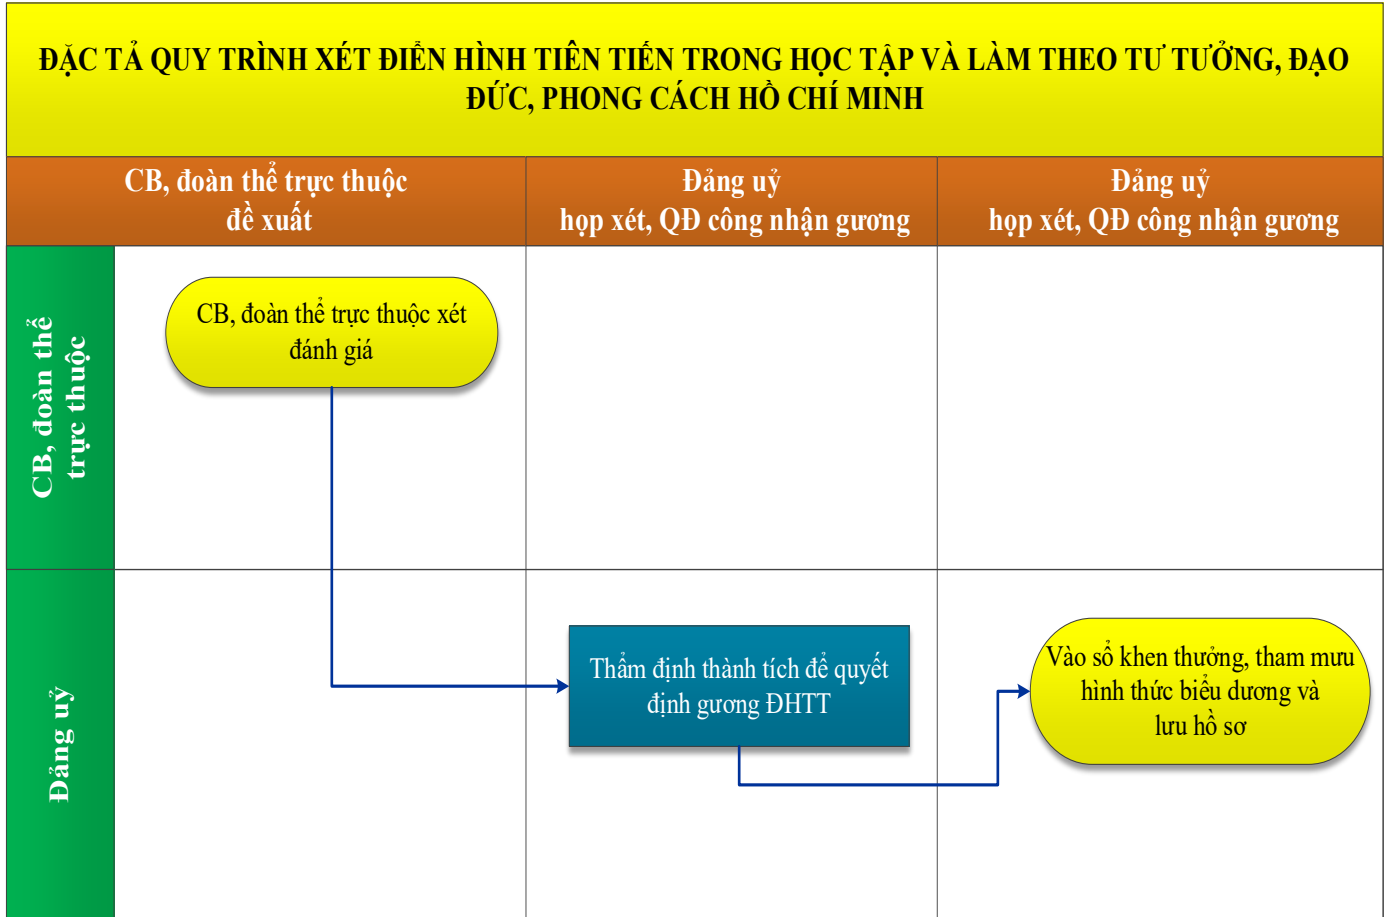 ĐẶC TẢ QUY TRÌNH XÉT ĐIỂN HÌNH TIÊN TIẾN TRONG HỌC TẬP VÀ LÀM THEO TƯ TƯỞNG, ĐẠO
ĐỨC, PHONG CÁCH HỒ CHÍ MINH
CB, đoàn thể trực thuộc
đề xuất
Đảng uỷ
họp xét, QĐ công nhận gương
Đảng uỷ
họp xét, QĐ công nhận gương
CB, đoàn thể
trực thuộc
CB, đoàn thể trực thuộc xét
đánh giá
Đảng uỷ
Thẩm định thành tích để quyết
định gương ĐHTT
Vào sổ khen thưởng, tham mưu
hình thức biểu dương và
lưu hồ sơ